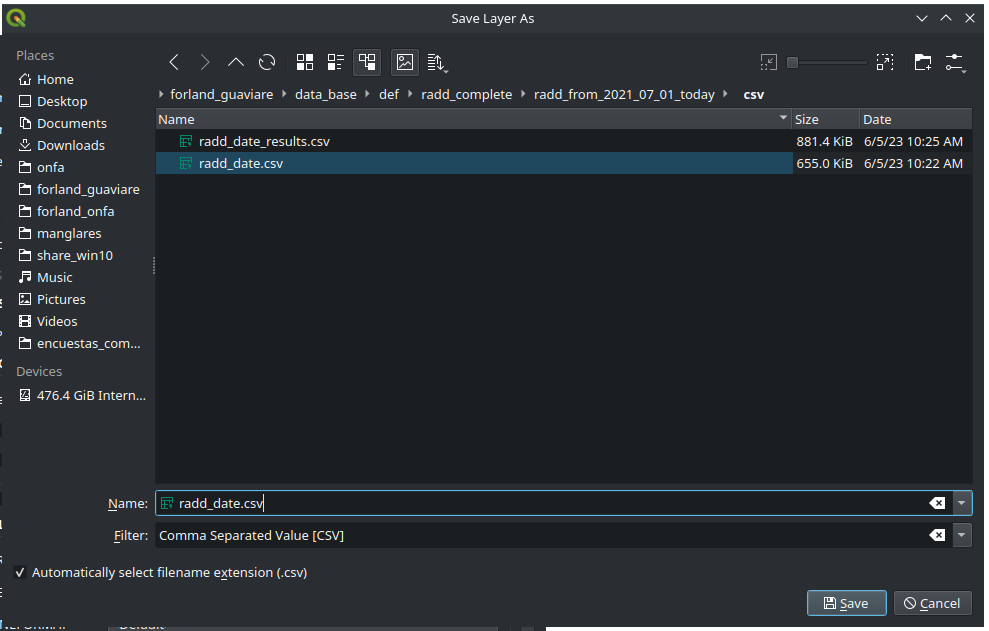 Save Layer As
Places
Home
Desktop
Documents
Downloads
onfa
forland_guaviare
forland_onfa
manglares
share_win10
Music
Pictures
Videos
encuestas_com...
Devices
476.4 GiB Intern...
forland_guaviare data_base def radd_complete radd_from_2021_07_01_today csv
Name Size Date
radd_date_results.csv 881.4 KiB 6/5/23 10:25 AM
radd_date.csv 655.0 KiB 6/5/23 10:22 AM
Name: radd_date.csv
Filter: Comma Separated Value [CSV]
Automatically select filename extension (.csv)
Save Cancel